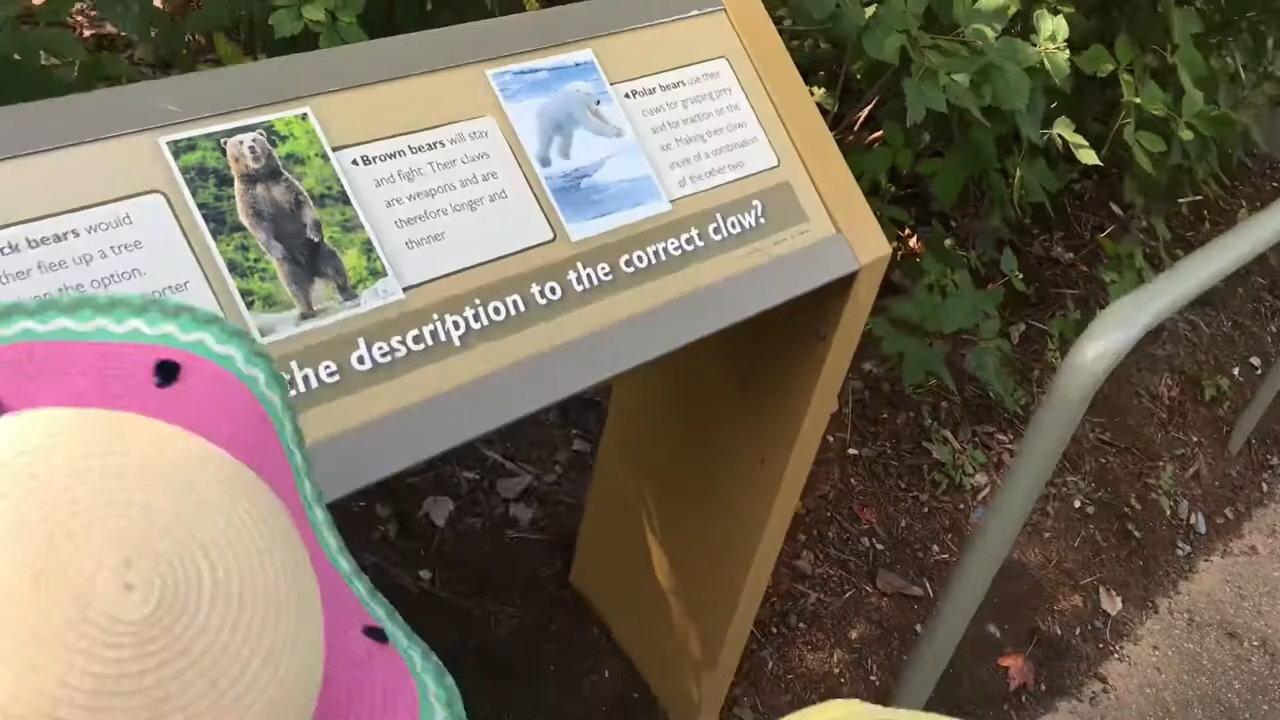 ck bears would
ther flee up a tree
the option.
orter
◂Brown bears will stay
and fight. Their claws
are weapons and are
therefore longer and
thinner
◂Polar bears use their
claws for grasping prey
and for traction on the
ice. Making their claws
more of a combination
of the other two.
the description to the correct claw?